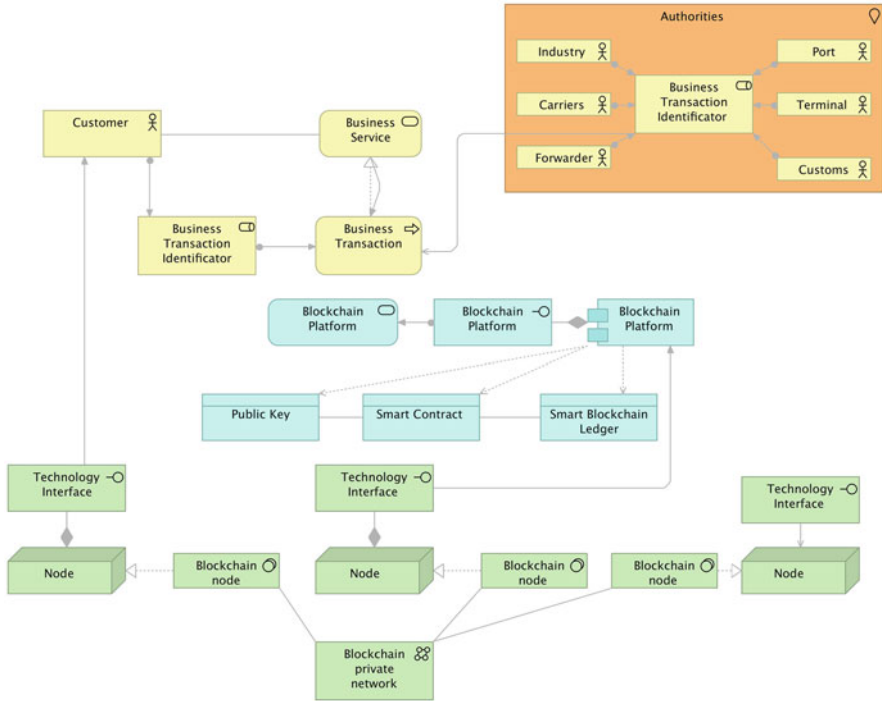 Authorities
Industry
Port
Business
Transaction
Identificator
Carriers
Terminal
Forwarder
Customs
Customer
Business
Service
Business
Transaction
Identificator
Business
Transaction
Blockchain
Platform
Blockchain
Platform
Blockchain
Platform
Public Key
Smart Contract
Smart Blockchain
Ledger
Technology
Interface
Technology
Interface
Technology
Interface
Node
Blockchain
node
Node
Blockchain
node
Blockchain
node
Node
Blockchain
private
network